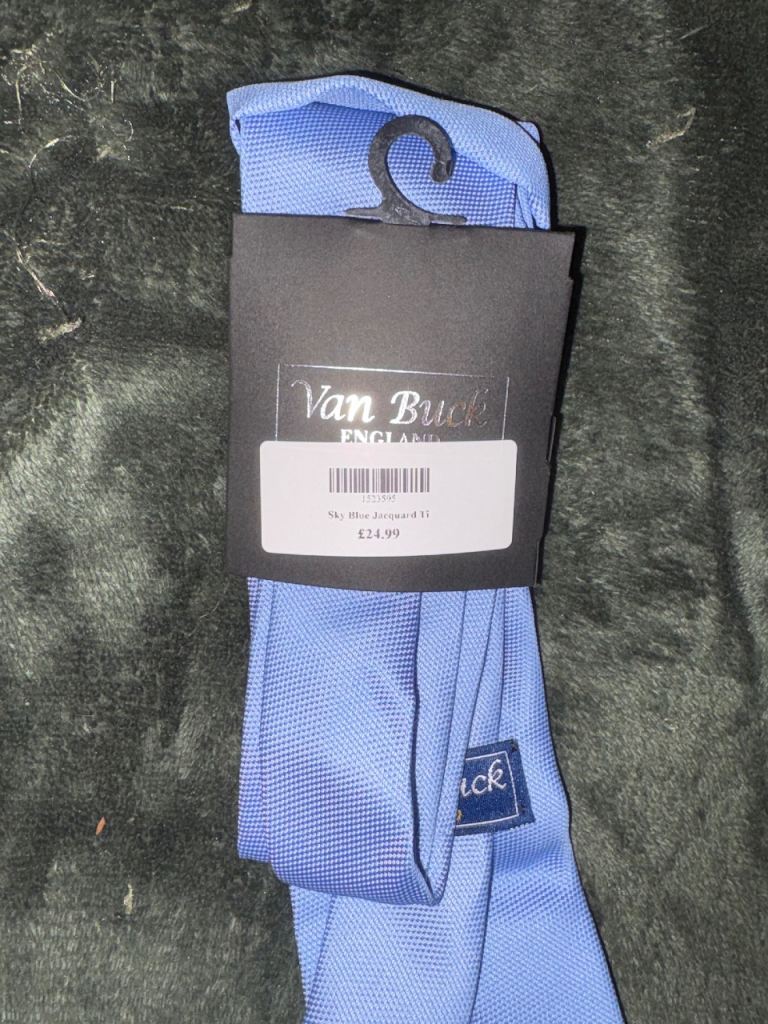 Van Buck
ENGLAND
1523595
Sky Blue Jacquard Ti
£24.99
uck